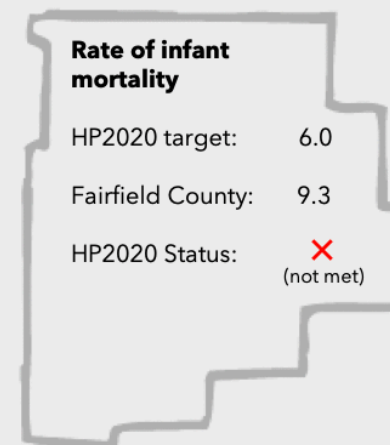 Rate of infant
mortality
HP2020 target: 6.0
Fairfield County: 9.3
HP2020 Status: ✕
(not met)